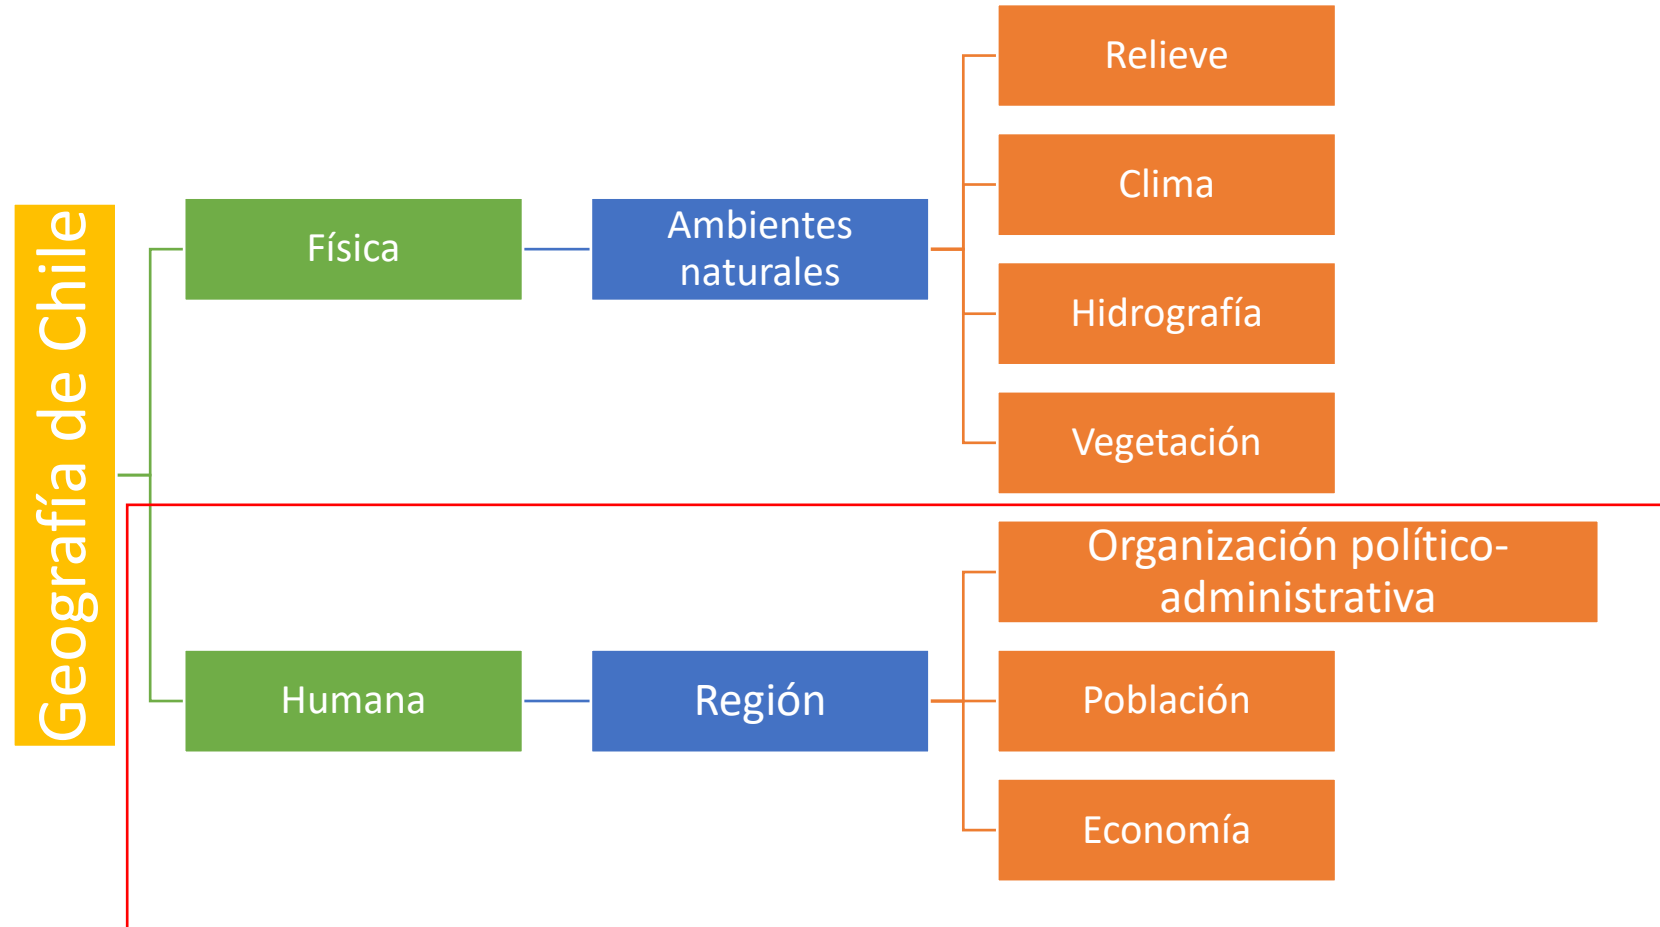 Geografía de Chile
Física
Ambientes
naturales
Relieve
Clima
Hidrografía
Vegetación
Humana
Región
Organización político-
administrativa
Población
Economía